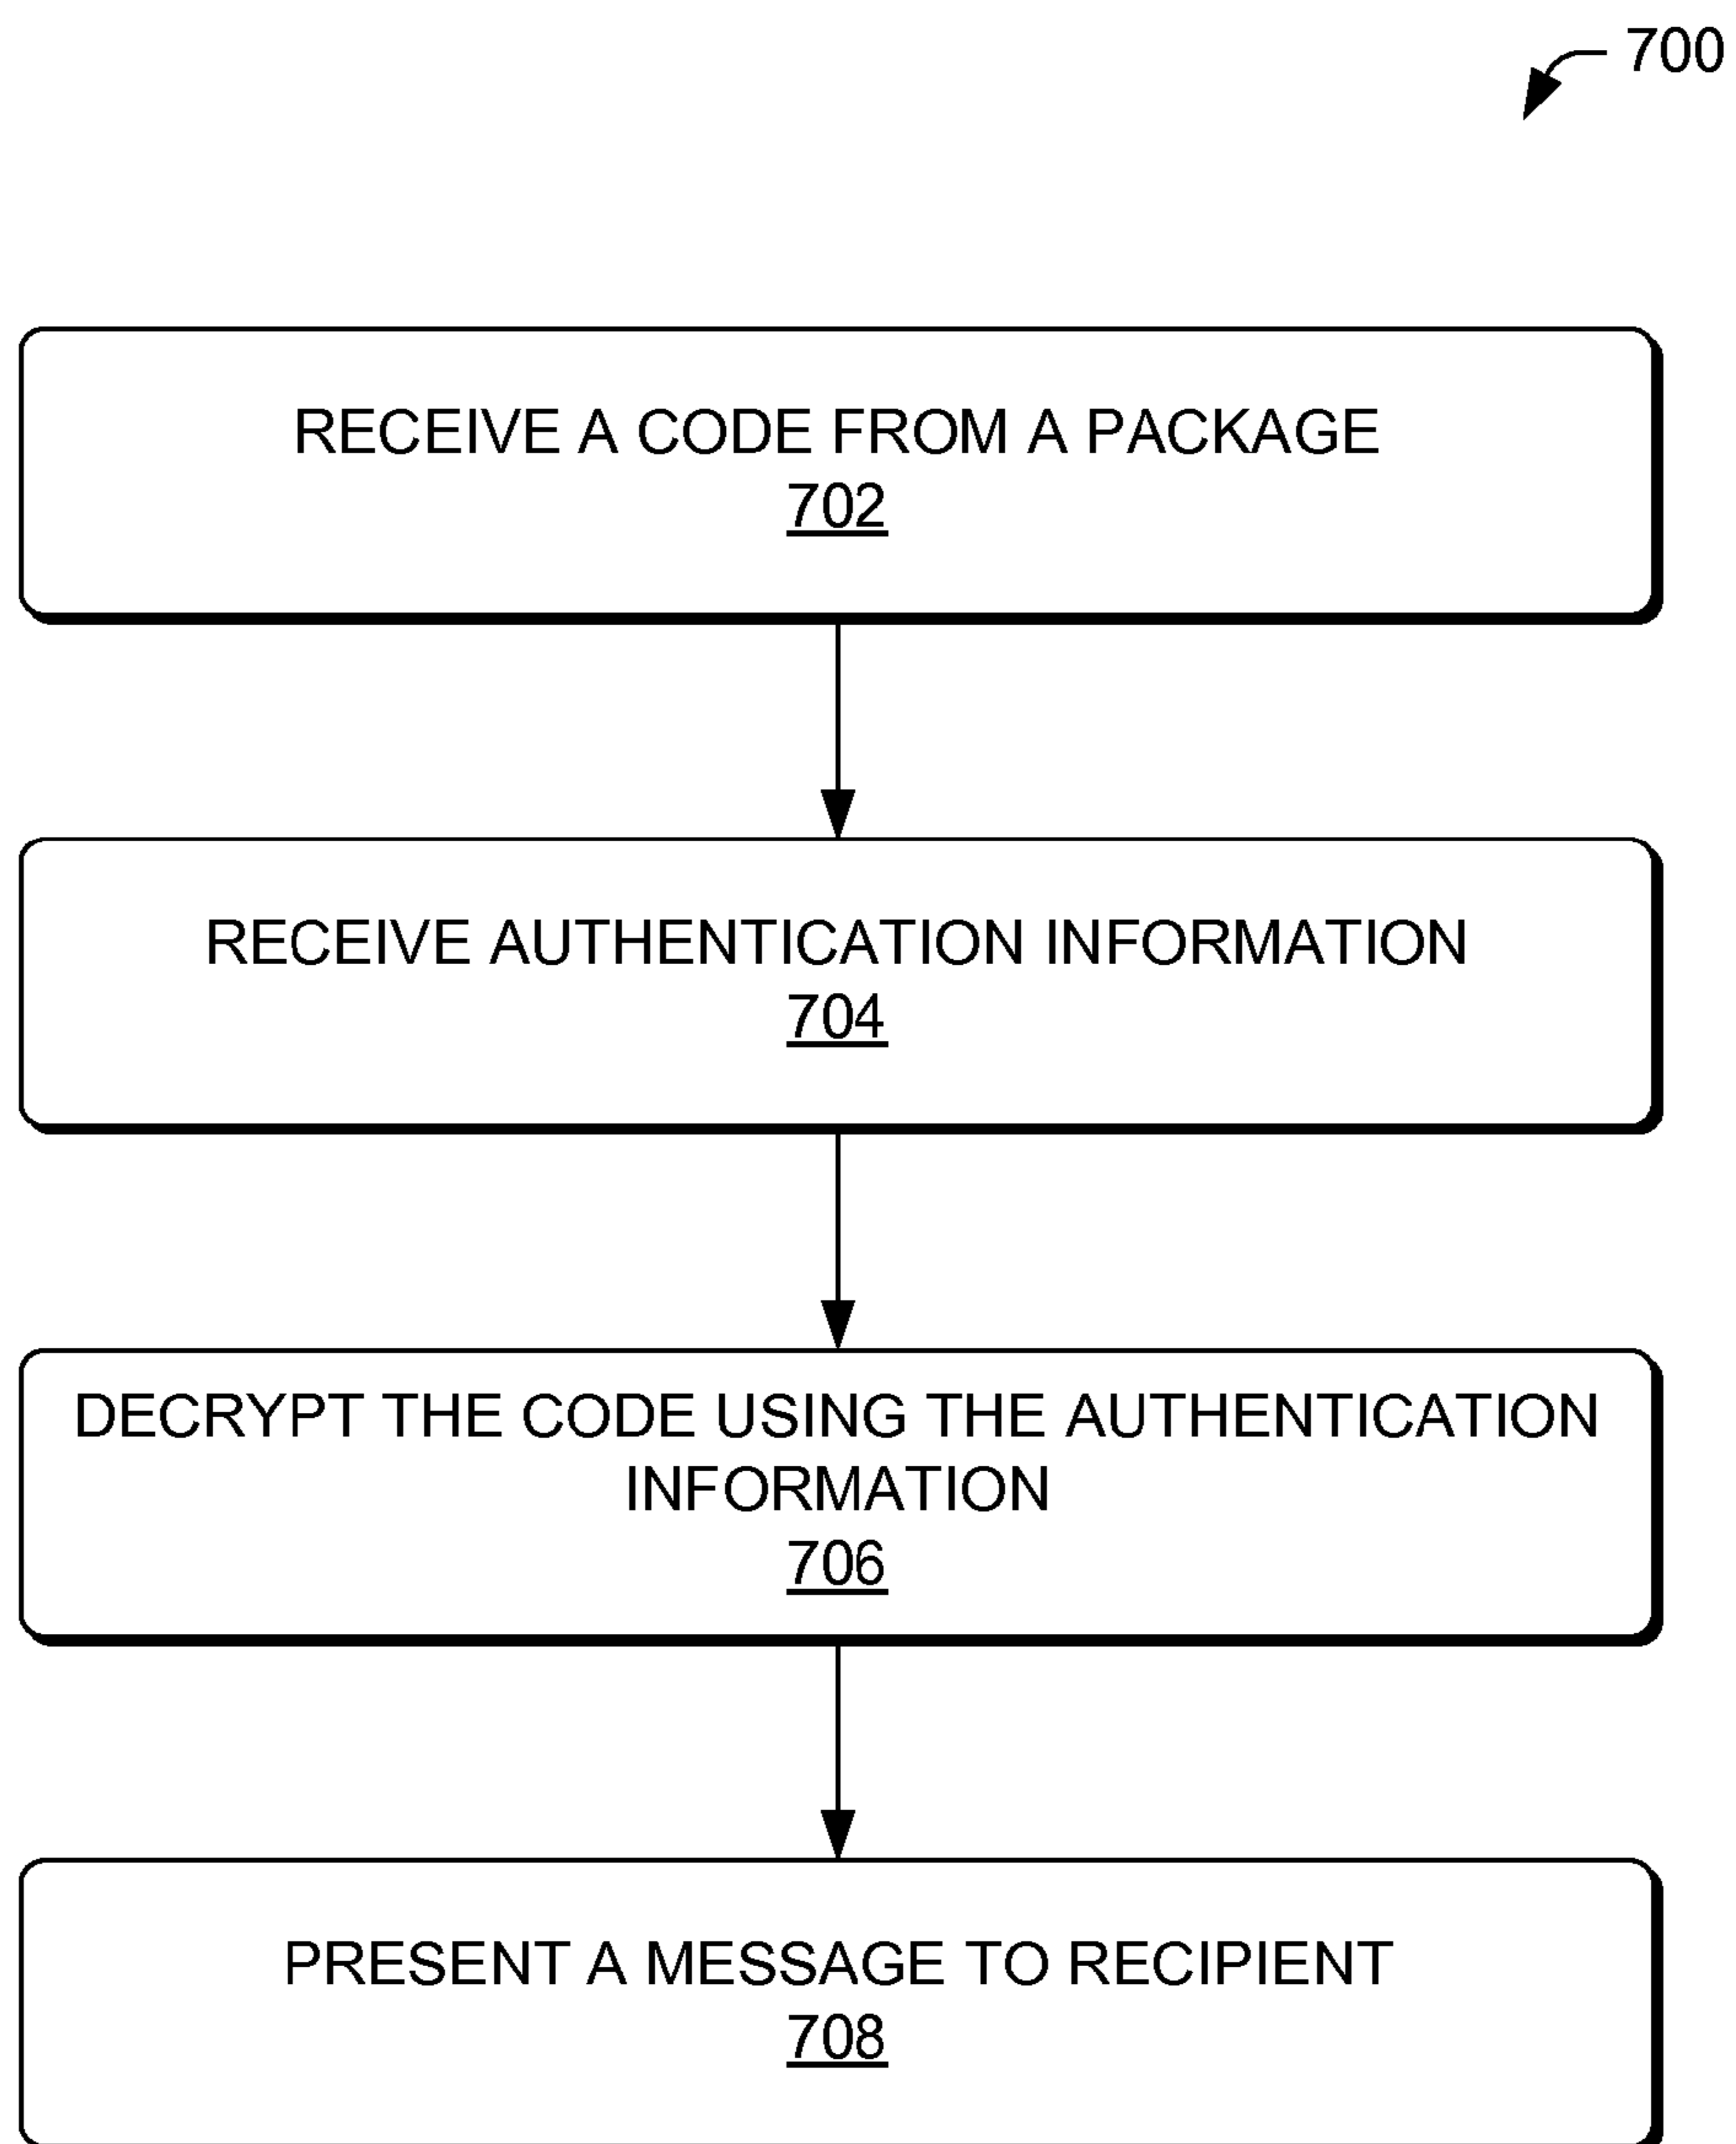 700
RECEIVE A CODE FROM A PACKAGE
702
RECEIVE AUTHENTICATION INFORMATION
704
DECRYPT THE CODE USING THE AUTHENTICATION
INFORMATION
706
PRESENT A MESSAGE TO RECIPIENT
708